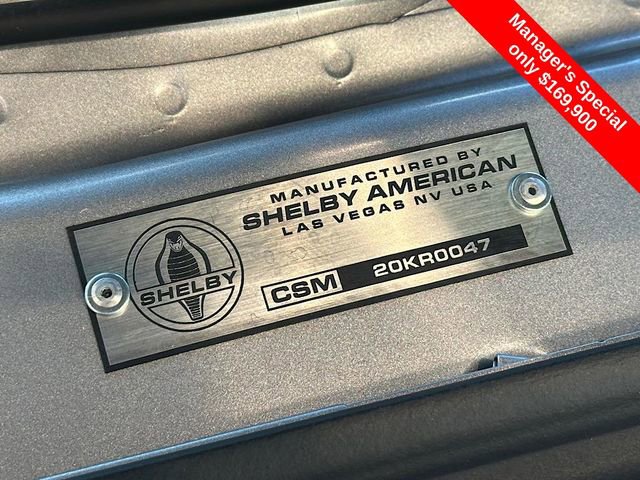 Manager's Special
only $169,900
MANUFACTURED BY
SHELBY AMERICAN
LAS VEGAS NV USA
SHELBY
CSM 20KR0047